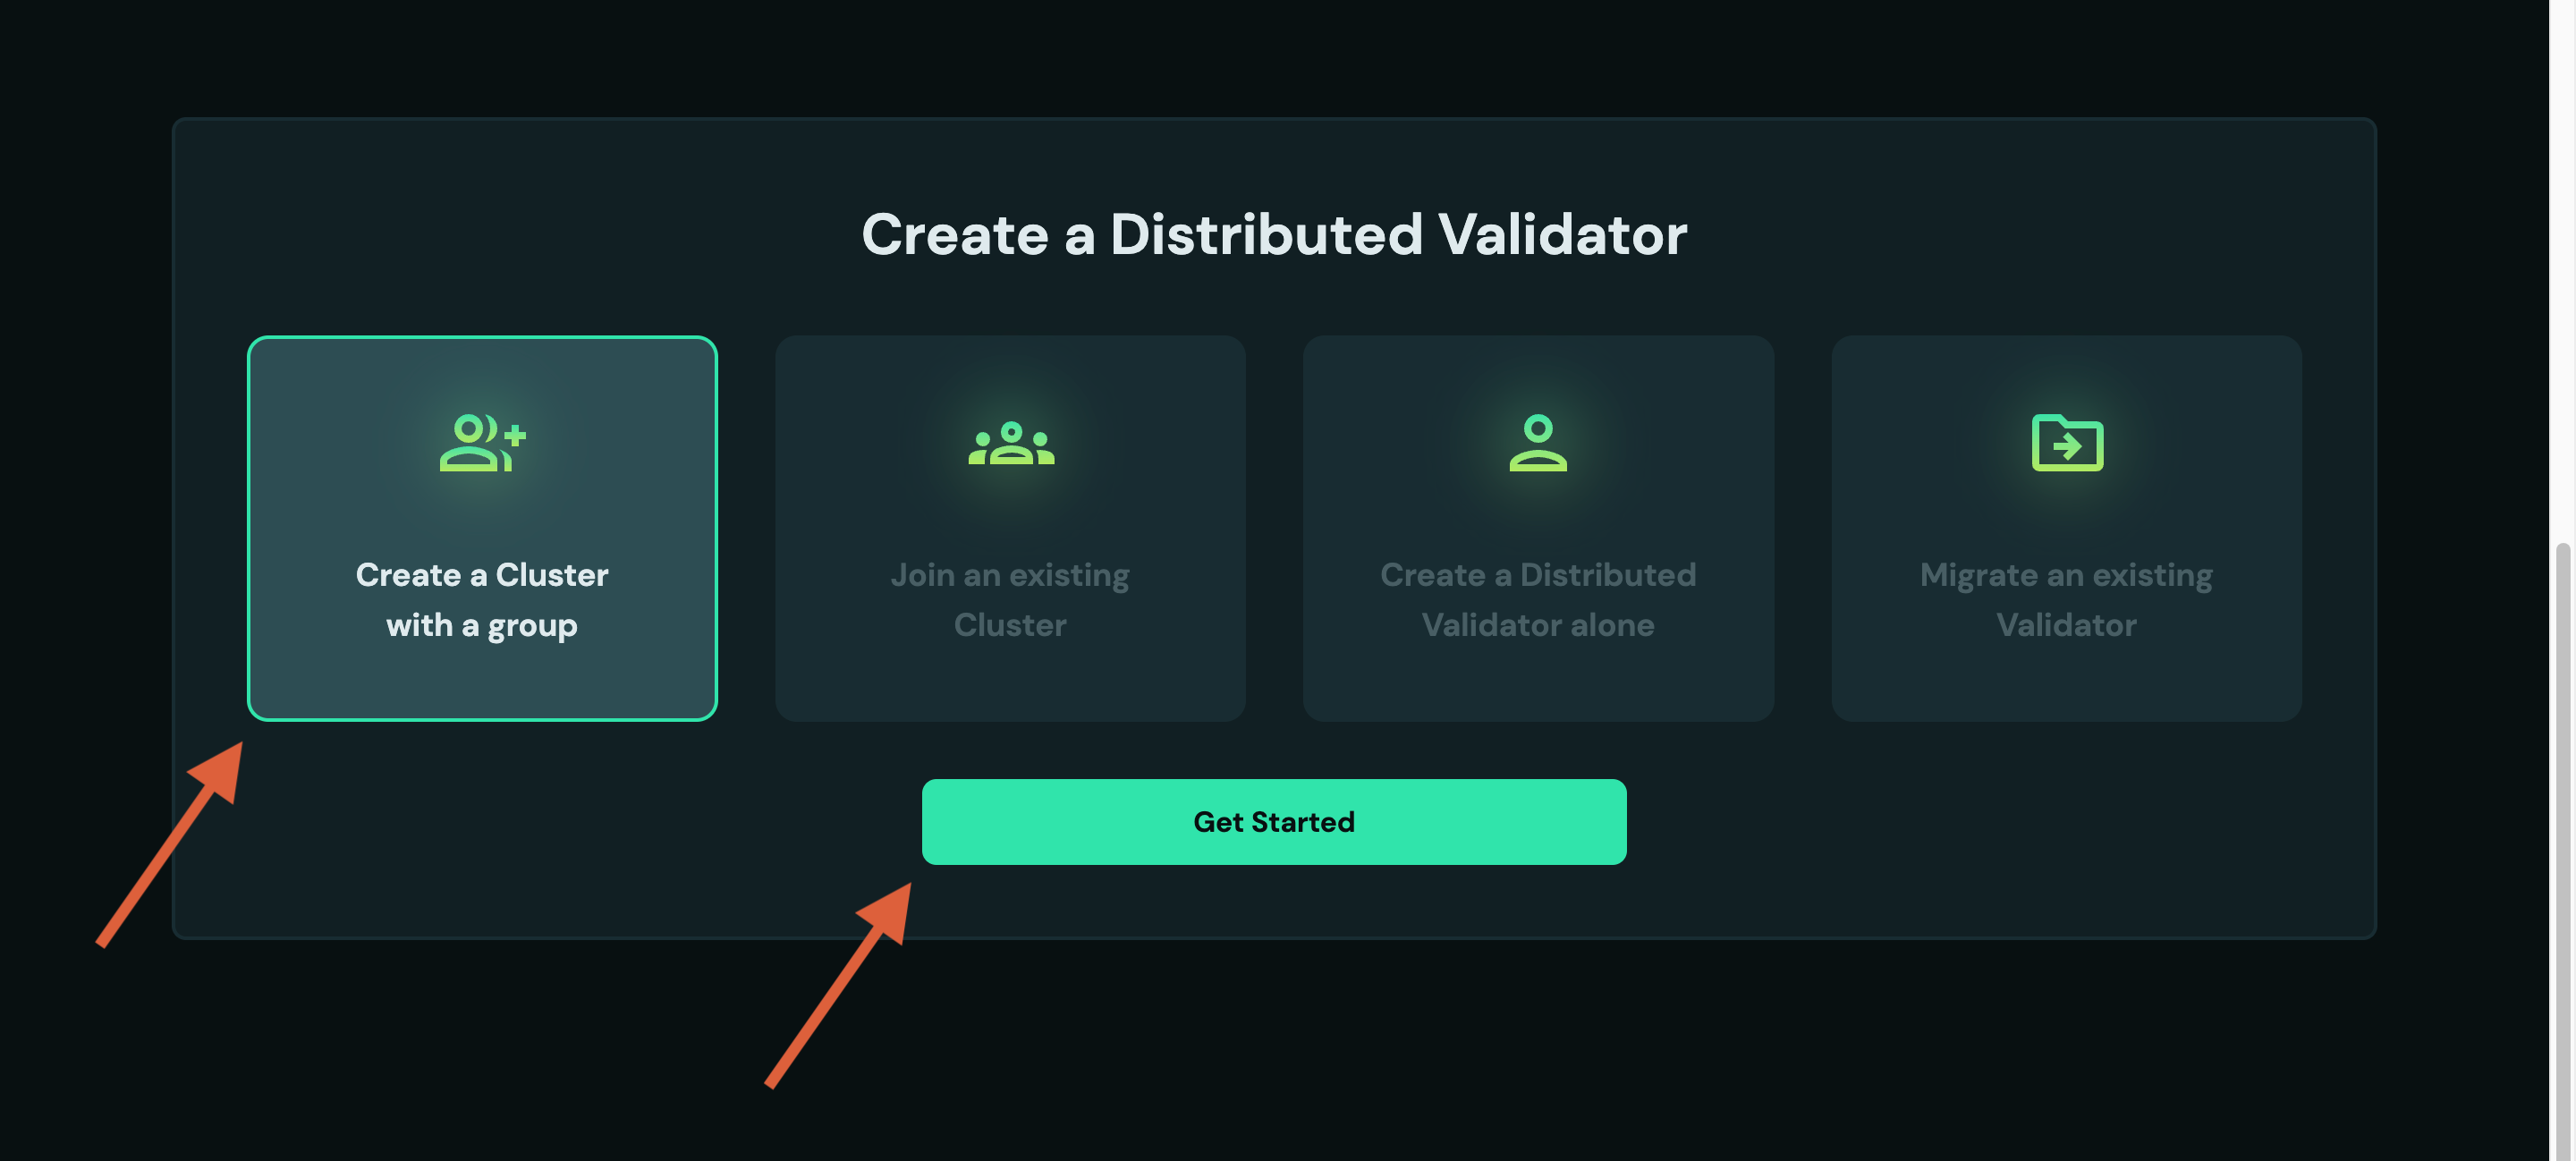 Create a Distributed Validator
Create a Cluster
with a group
Join an existing
Cluster
Create a Distributed
Validator alone
Migrate an existing
Validator
Get Started